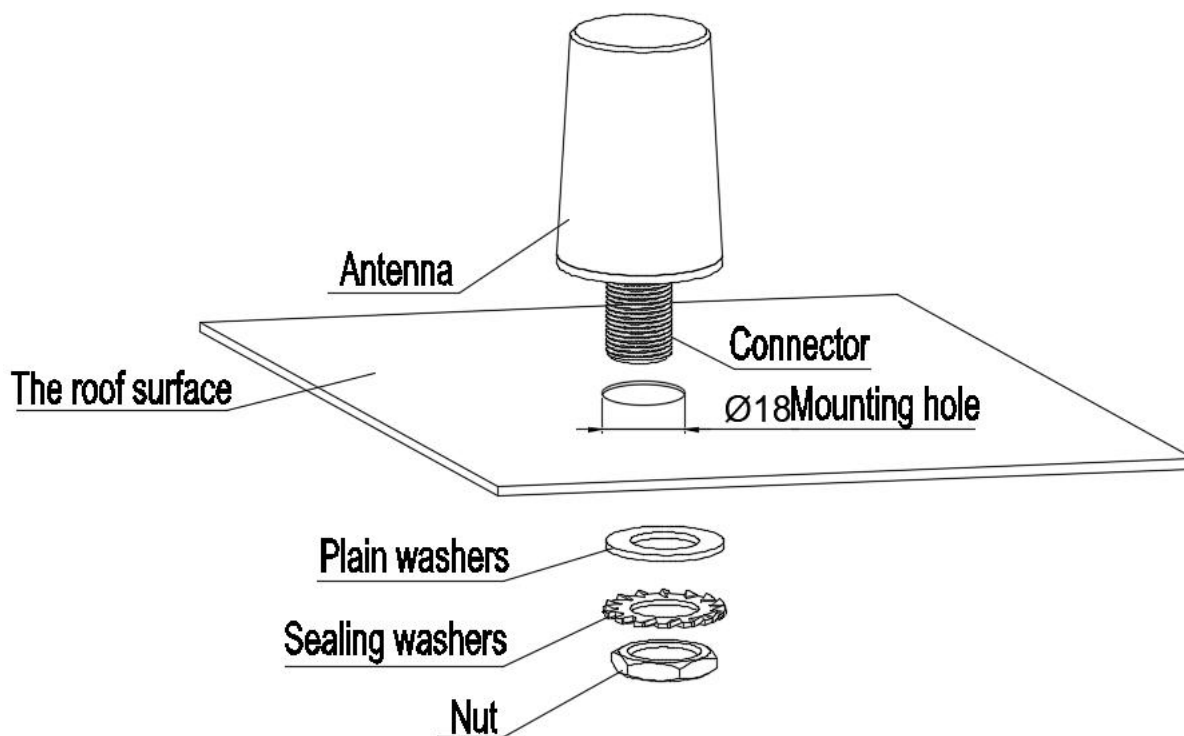 Antenna
Connector
The roof surface
Ø18Mounting hole
Plain washers
Sealing washers
Nut